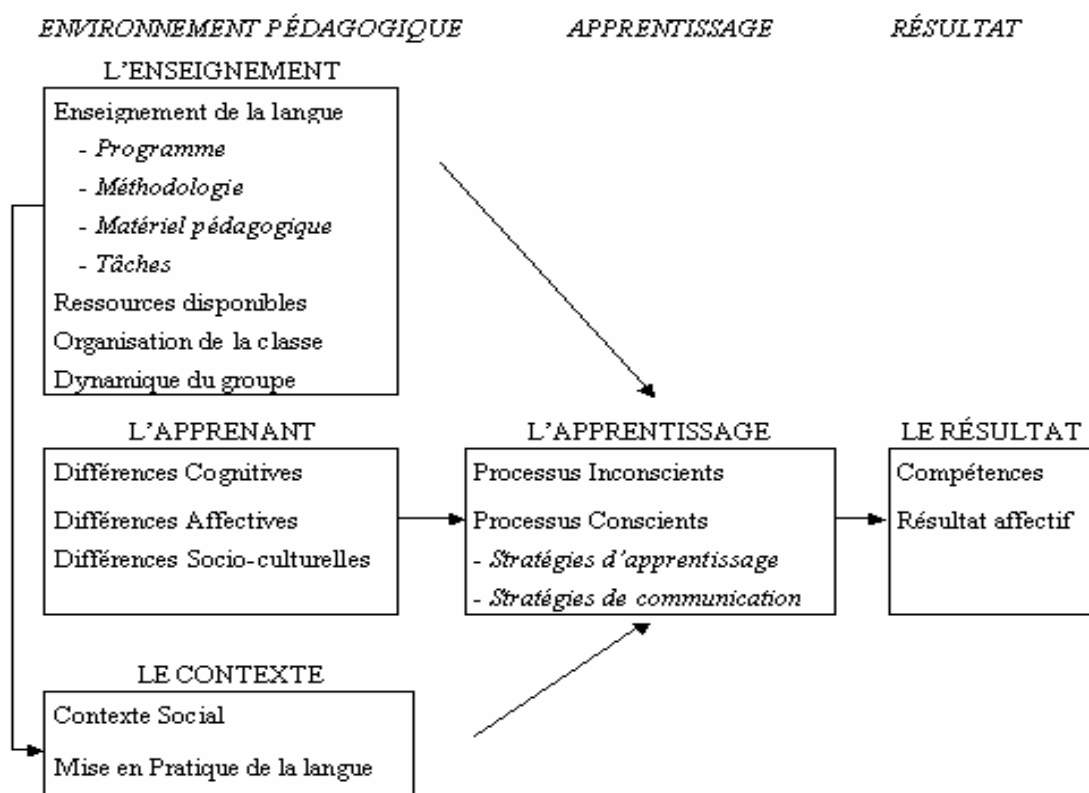 ENVIRONNEMENT PÉDAGOGIQUE
APPRENTISSAGE
RÉSULTAT
L'ENSEIGNEMENT
Enseignement de la langue
- Programme
- Méthodologie
- Matériel pédagogique
- Tâches
Ressources disponibles
Organisation de la classe
Dynamique du groupe
L'APPRENANT
Différences Cognitives
Différences Affectives
Différences Socio-culturelles
L'APPRENTISSAGE
Processus Inconscients
Processus Conscients
- Stratégies d'apprentissage
- Stratégies de communication
LE RÉSULTAT
Compétences
Résultat affectif
LE CONTEXTE
Contexte Social
Mise en Pratique de la langue